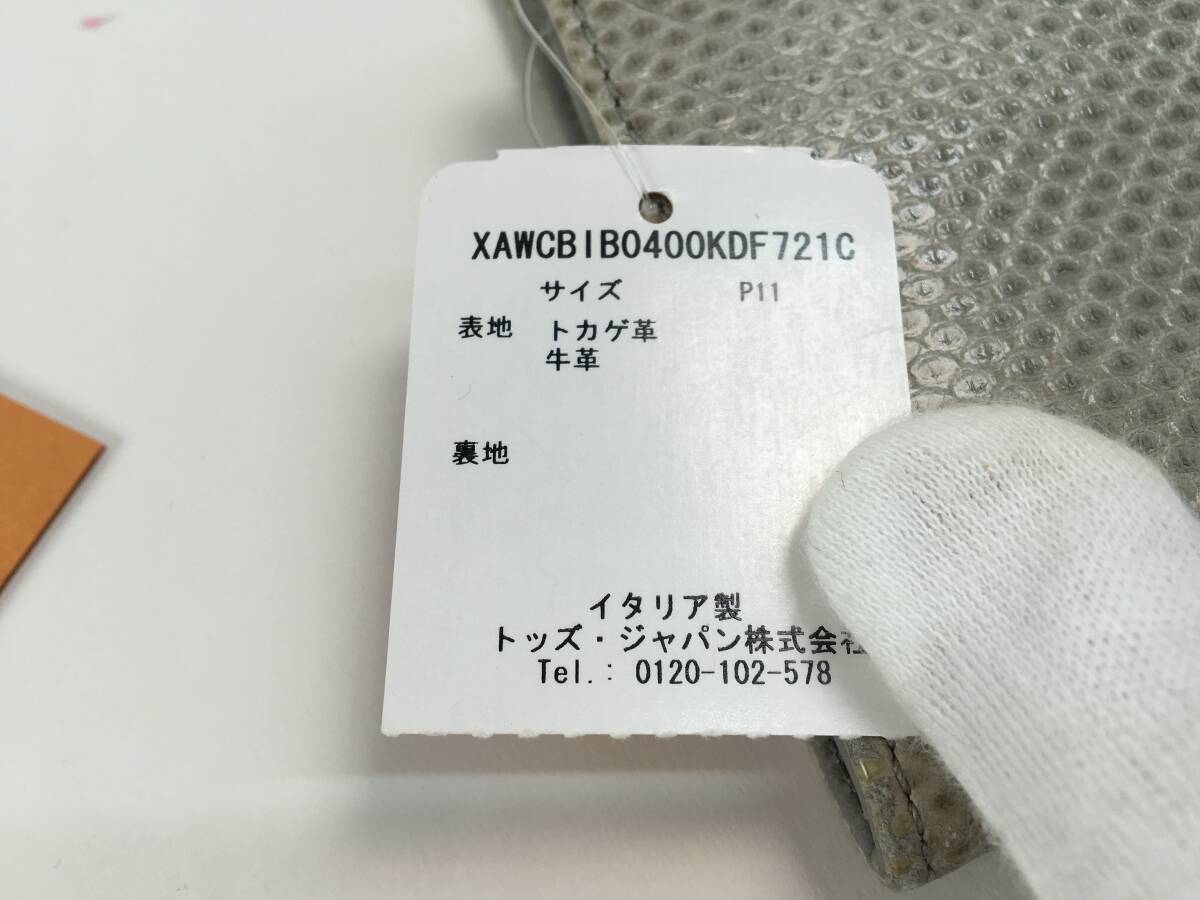 XAWCBIB0400KDF721C
サイズ P11
表地 トカゲ革
牛革
裏地
イタリア製
トッズ・ジャパン株式会社
Tel.: 0120-102-578